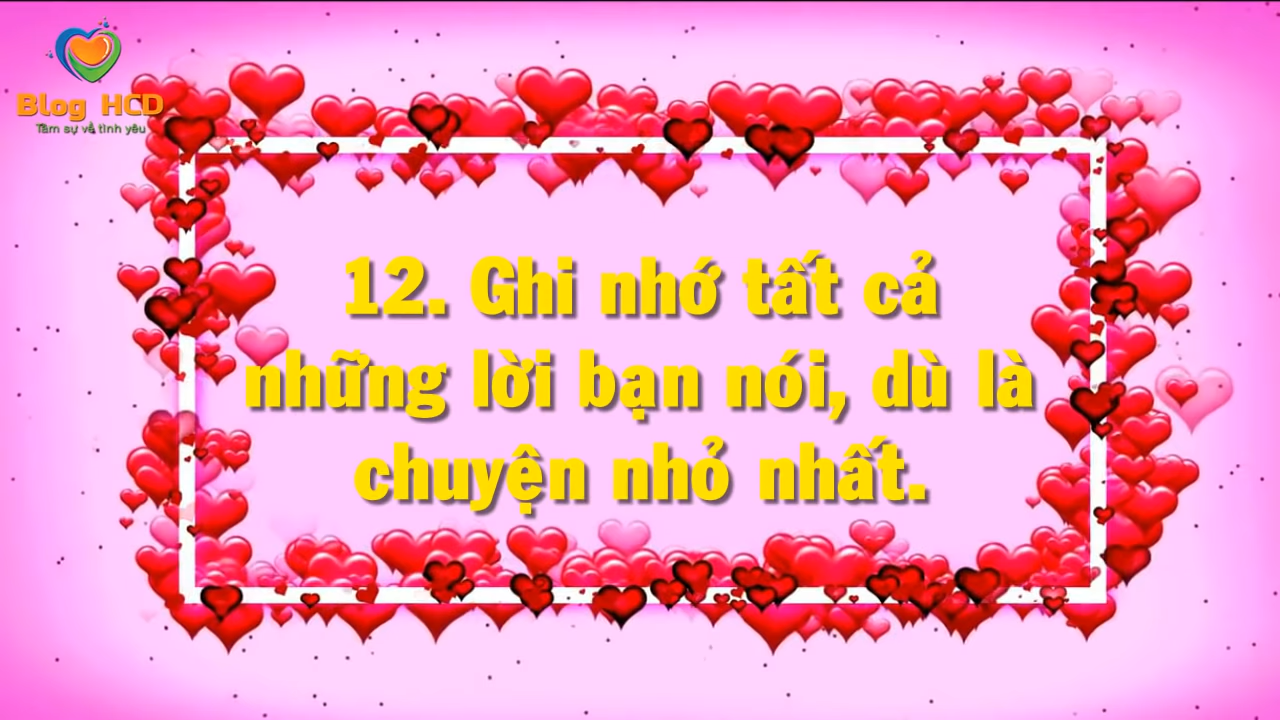 Blog HCD
Tâm sự về tình yêu
12. Ghi nhớ tất cả
những lời bạn nói, dù là
chuyện nhỏ nhất.